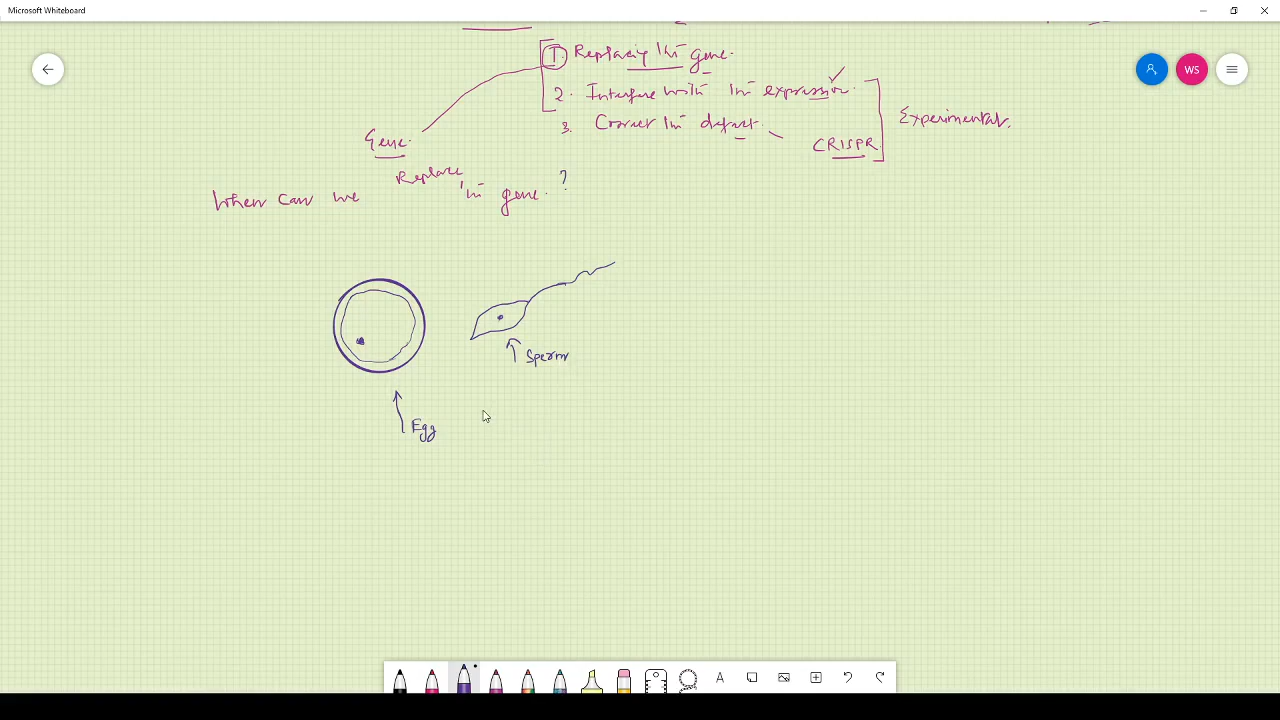 Microsoft Whiteboard
WS
1. Replacing the gene.
2. Interfere with the expression.
3. Correct the defect.
CRISPR
Experimental.
Gene.
When can we Replace the gene. ?
Sperm
Egg
A